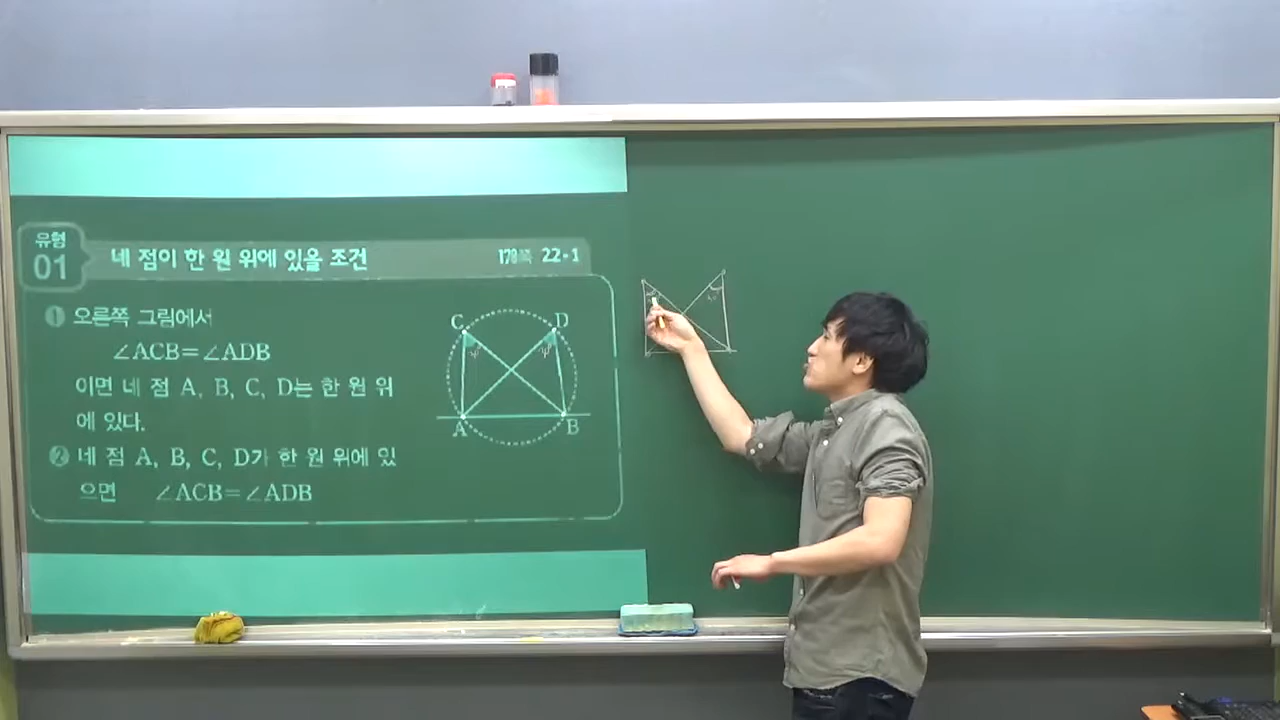 유형
01
네 점이 한 원 위에 있을 조건
178쪽 22-1
① 오른쪽 그림에서
∠ACB=∠ADB
이면 네 점 A, B, C, D는 한 원 위
에 있다.
② 네 점 A, B, C, D가 한 원 위에 있
으면 ∠ACB=∠ADB
C
D
A
B